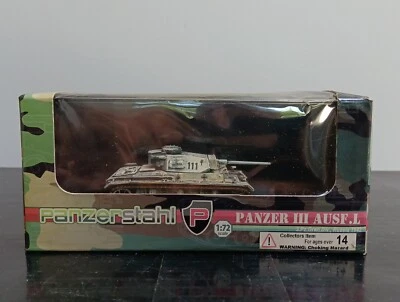 111
panzerstahl P
1:72
PANZER III AUSF.L
Collectors Item
For ages over 14
WARNING: Choking Hazard